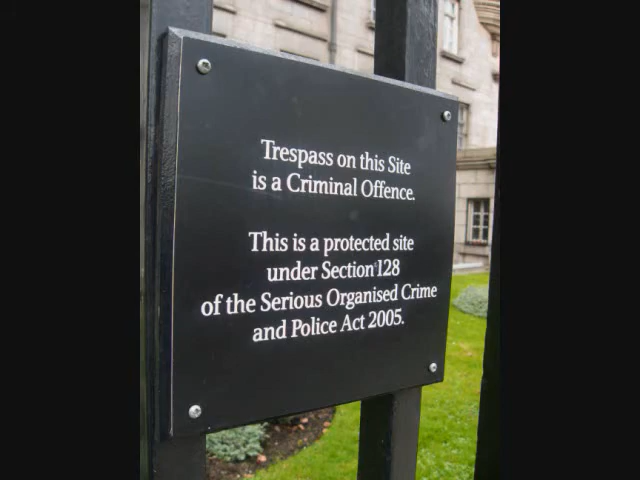 Trespass on this Site
is a Criminal Offence.
This is a protected site
under Section 128
of the Serious Organised Crime
and Police Act 2005.